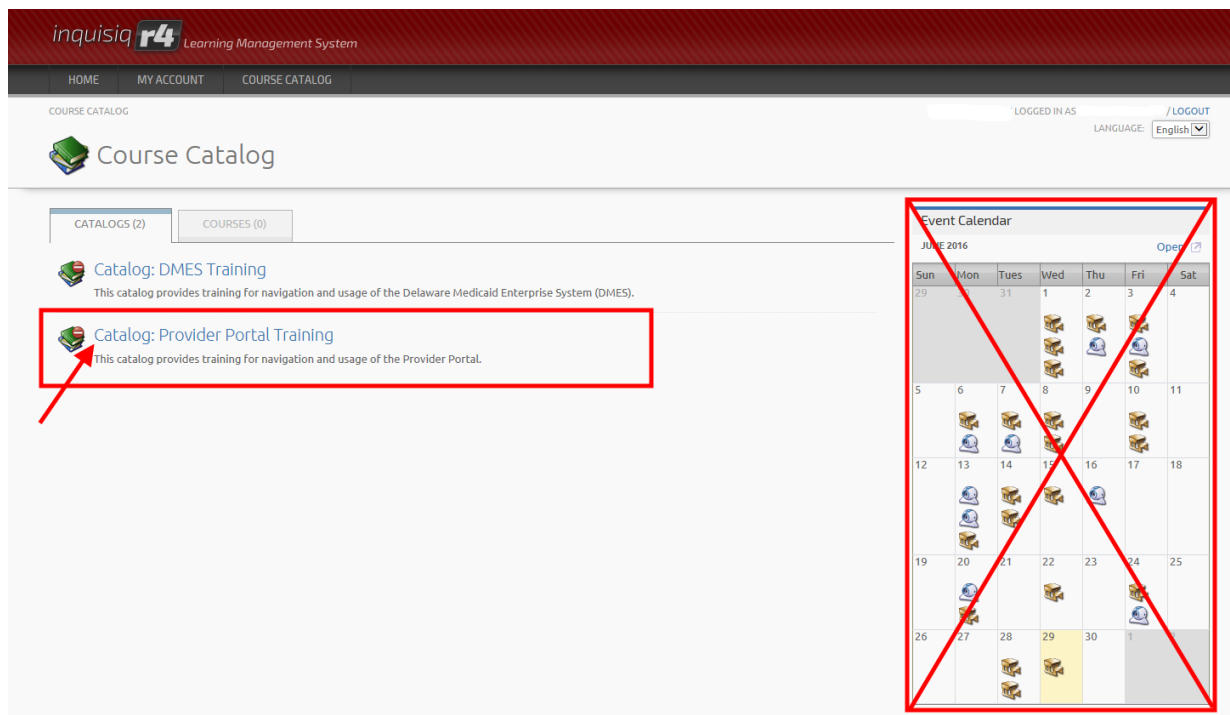 inquisiq r4 Learning Management System
HOME MY ACCOUNT COURSE CATALOG
COURSE CATALOG
LOGGED IN AS / LOGOUT
LANGUAGE: English
Course Catalog
CATALOGS (2) COURSES (0)
Catalog: DMES Training
This catalog provides training for navigation and usage of the Delaware Medicaid Enterprise System (DMES).
Catalog: Provider Portal Training
This catalog provides training for navigation and usage of the Provider Portal.
Event Calendar
JUNE 2016 Open
Sun Mon Tues Wed Thu Fri Sat
29 30 31 1 2 3 4
5 6 7 8 9 10 11
12 13 14 15 16 17 18
19 20 21 22 23 24 25
26 27 28 29 30 1